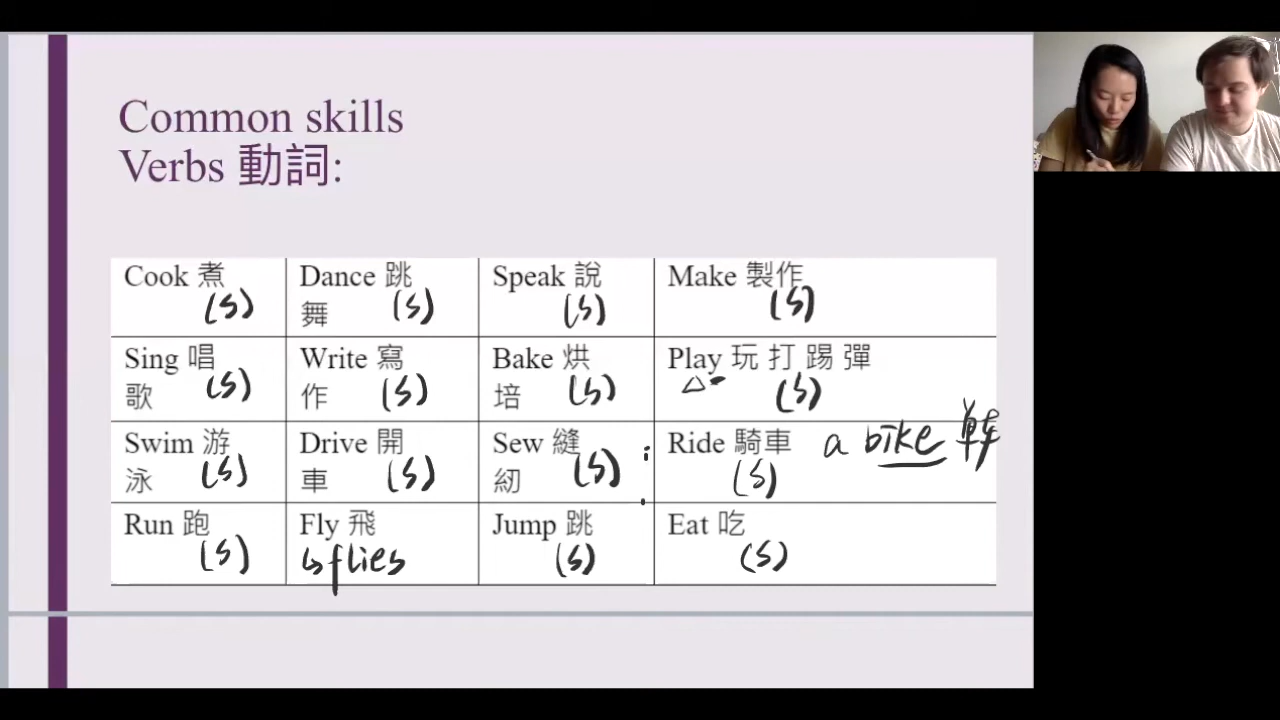 Common skills
Verbs 動詞:
Cook 煮
(s)
Dance 跳
舞
(s)
Speak 說
(s)
Make 製作
(s)
Sing 唱
歌
(s)
Write 寫
作
(s)
Bake 烘
培
(s)
Play 玩 打 踢 彈
(s)
Swim 游
泳
(s)
Drive 開
車
(s)
Sew 縫
紉
(s)
Ride 騎車 a bike
(s)
Run 跑
(s)
Fly 飛
↳ flies
Jump 跳
(s)
Eat 吃
(s)